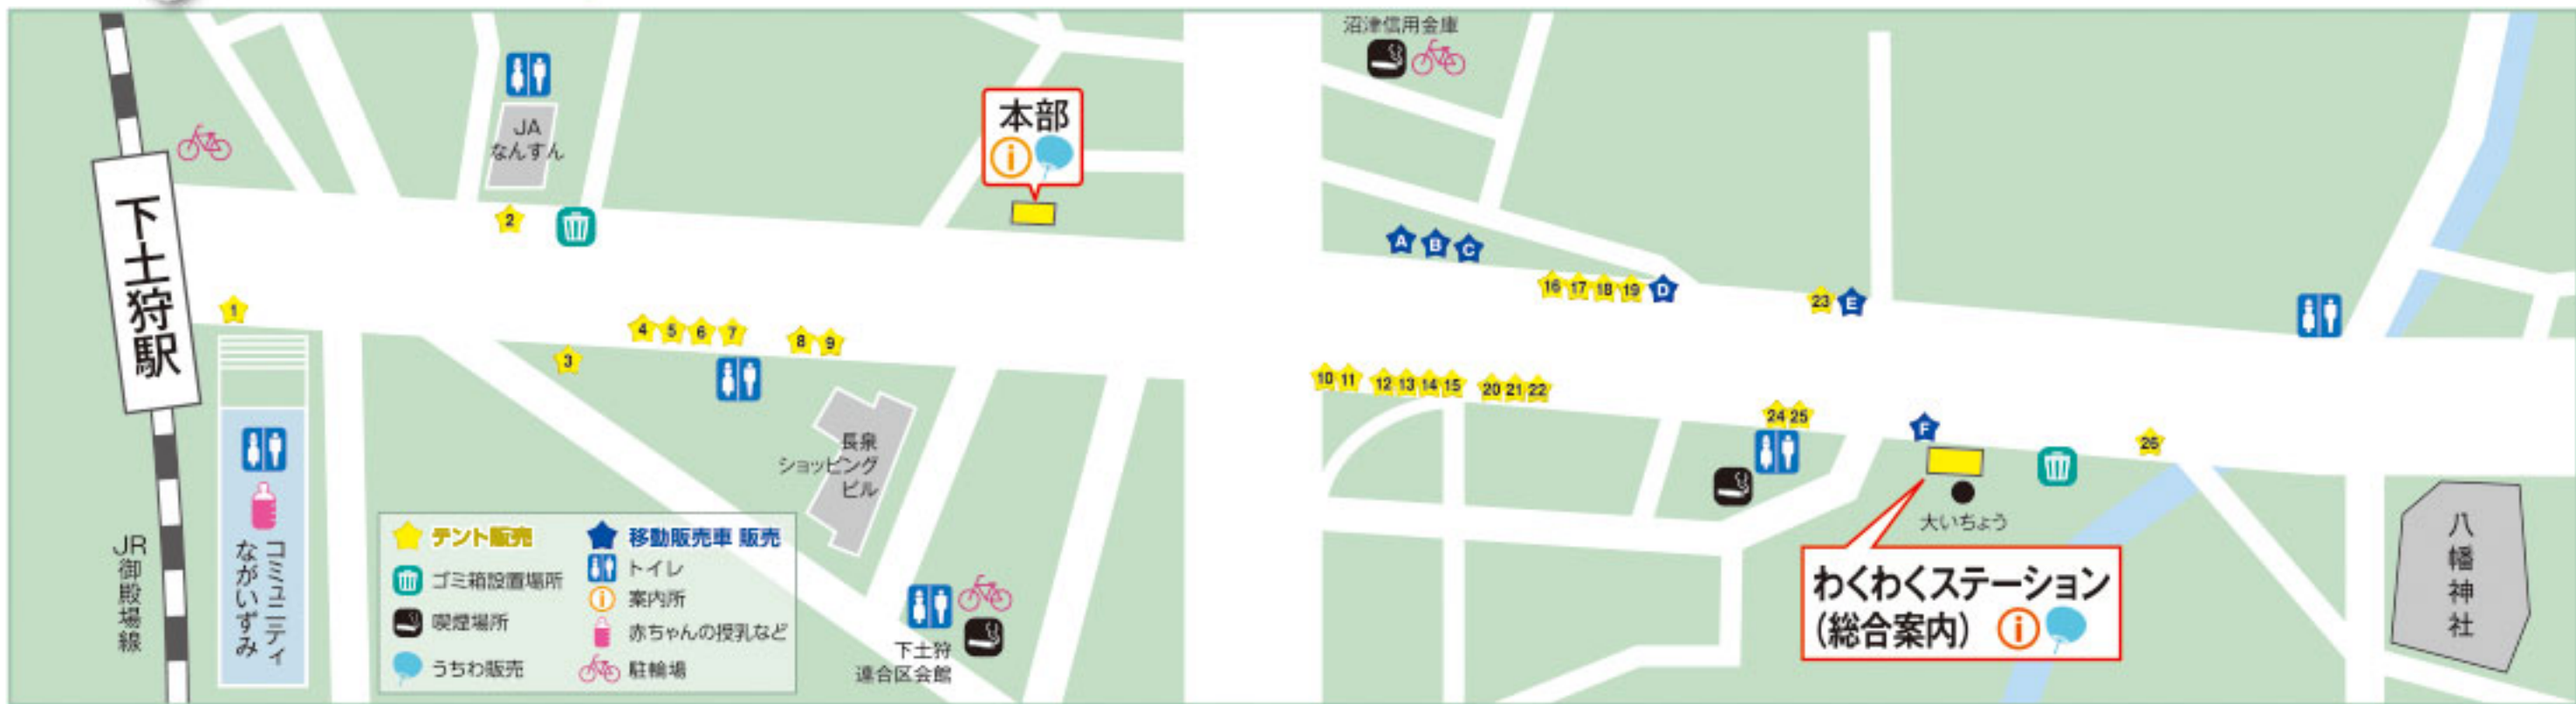 沼津信用金庫
JA
なんすん
本部
i
下土狩駅
JR御殿場線
コミュニティ
ながいずみ
1
2
3
4
5
6
7
8
9
A
B
C
16
17
18
19
D
23
E
10
11
12
13
14
15
20
21
22
24
25
F
26
長泉
ショッピング
ビル
下土狩
連合区会館
大いちょう
わくわくステーション
(総合案内) i
八幡神社
テント販売
移動販売車 販売
ゴミ箱設置場所
トイレ
喫煙場所
i 案内所
うちわ販売
赤ちゃんの授乳など
駐輪場